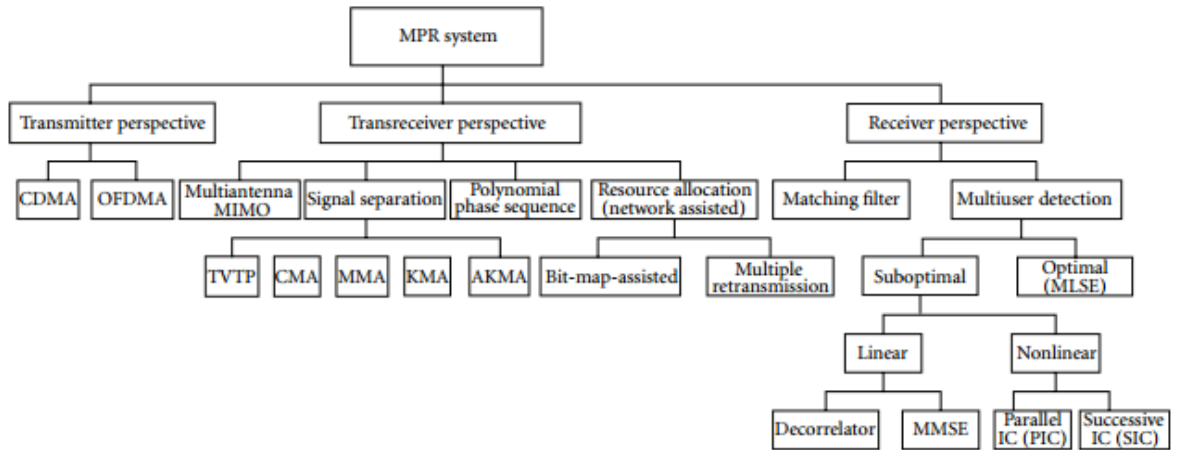 MPR system
Transmitter perspective
Transreceiver perspective
Receiver perspective
CDMA
OFDMA
Multiantenna
MIMO
Signal separation
Polynomial
phase sequence
Resource allocation
(network assisted)
Matching filter
Multiuser detection
TVTP
CMA
MMA
KMA
AKMA
Bit-map-assisted
Multiple
retransmission
Suboptimal
Optimal
(MLSE)
Linear
Nonlinear
Decorrelator
MMSE
Parallel
IC (PIC)
Successive
IC (SIC)